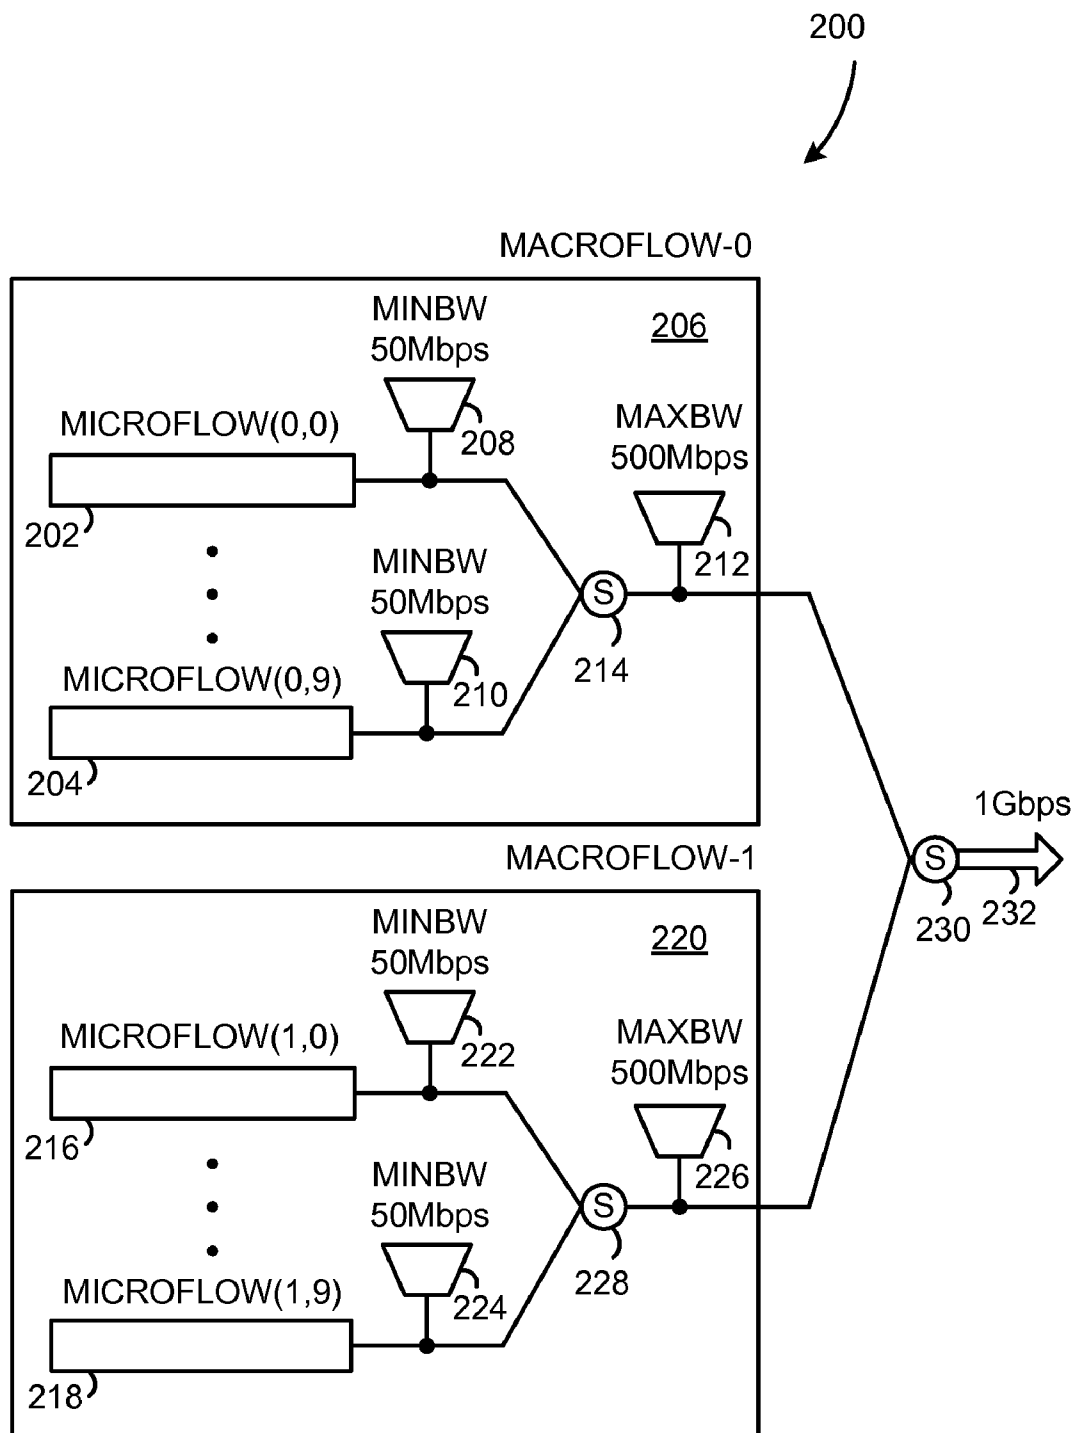 200
MACROFLOW-0
MINBW
50Mbps
206
MICROFLOW(0,0)
208
MAXBW
500Mbps
202
212
MINBW
50Mbps
214
S
MICROFLOW(0,9)
210
204
1Gbps
MACROFLOW-1
S
230
232
MINBW
50Mbps
220
MICROFLOW(1,0)
222
MAXBW
500Mbps
216
226
MINBW
50Mbps
S
228
MICROFLOW(1,9)
224
218